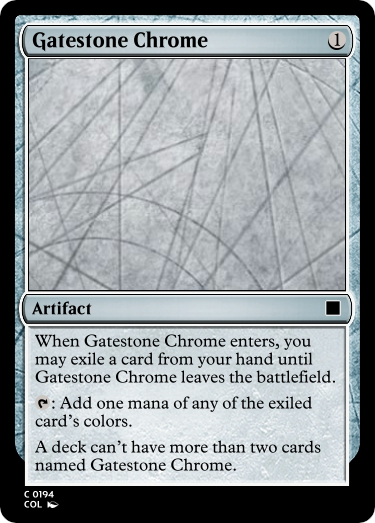 Gatestone Chrome 1
Artifact
When Gatestone Chrome enters, you
may exile a card from your hand until
Gatestone Chrome leaves the battlefield.
: Add one mana of any of the exiled
card's colors.
A deck can't have more than two cards
named Gatestone Chrome.
C 0194
COL